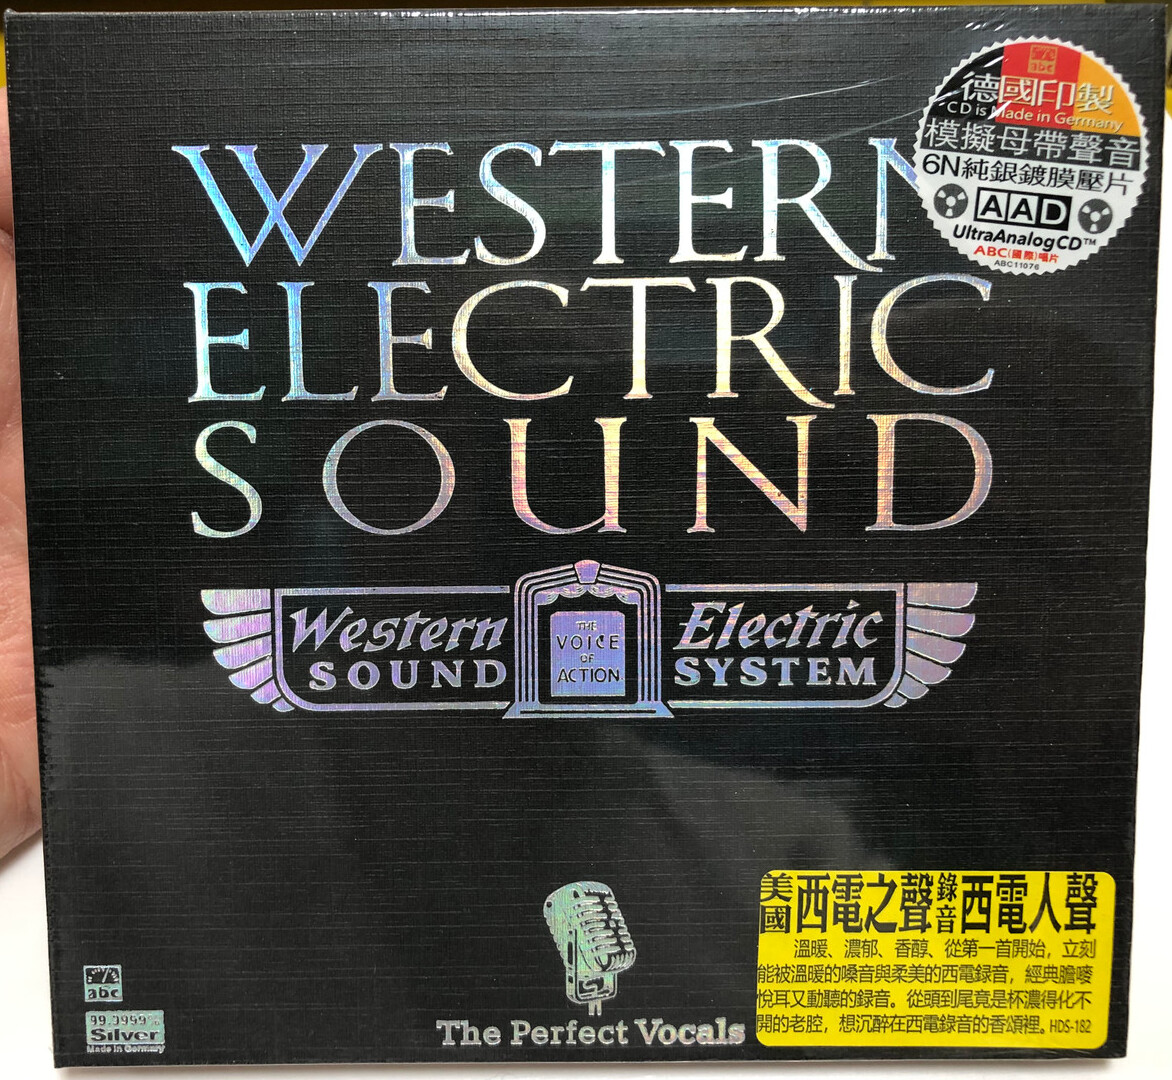 WESTERN
ELECTRIC
SOUND
abc
德國印製
CD is Made in Germany
模擬母帶聲音
6N純銀鍍膜壓片
AAD
UltraAnalogCD™
ABC(國際)唱片
ABC11076
Western Electric
SOUND SYSTEM
THE
VOICE
OF
ACTION
The Perfect Vocals
abc
99.9999%
Silver
Made in Germany
美國西電之聲錄音西電人聲
溫暖、濃郁、香醇、從第一首開始，立刻
能被溫暖的嗓音與柔美的西電錄音，經典膽嘜
悅耳又動聽的録音。從頭到尾竟是杯濃得化不
開的老腔，想沉醉在西電錄音的香頌裡。HDS-182